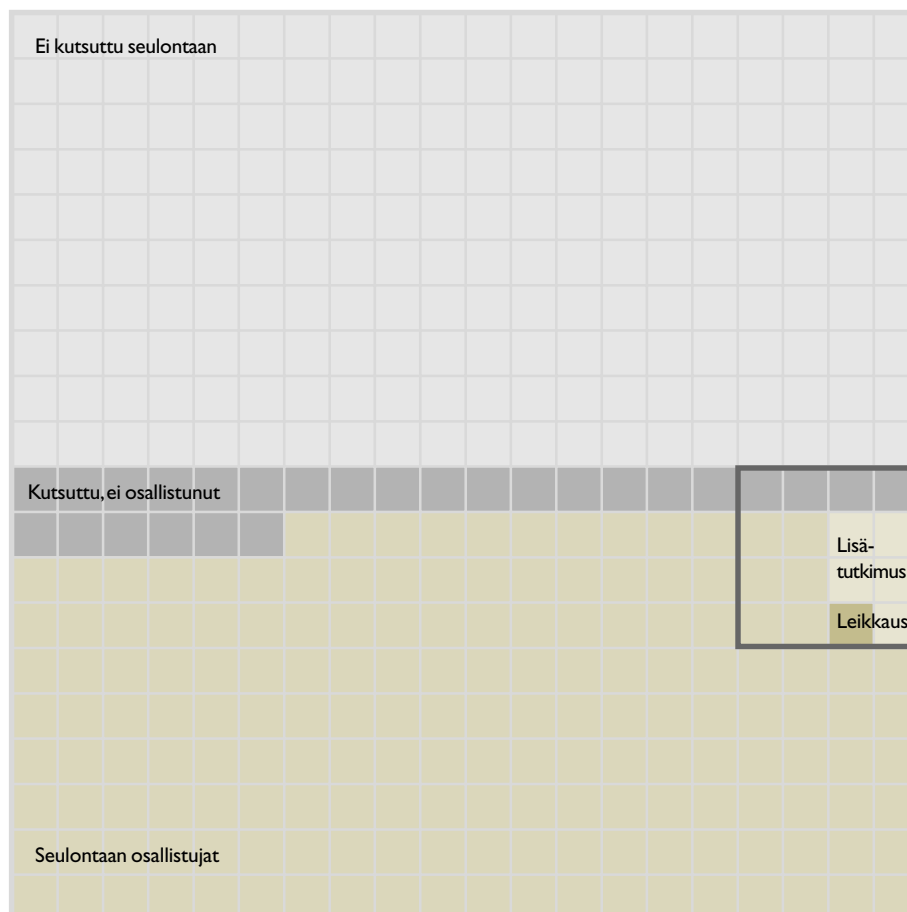 Ei kutsuttu seulontaan
Kutsuttu, ei osallistunut
Lisä-
tutkimus
Leikkaus
Seulontaan osallistujat